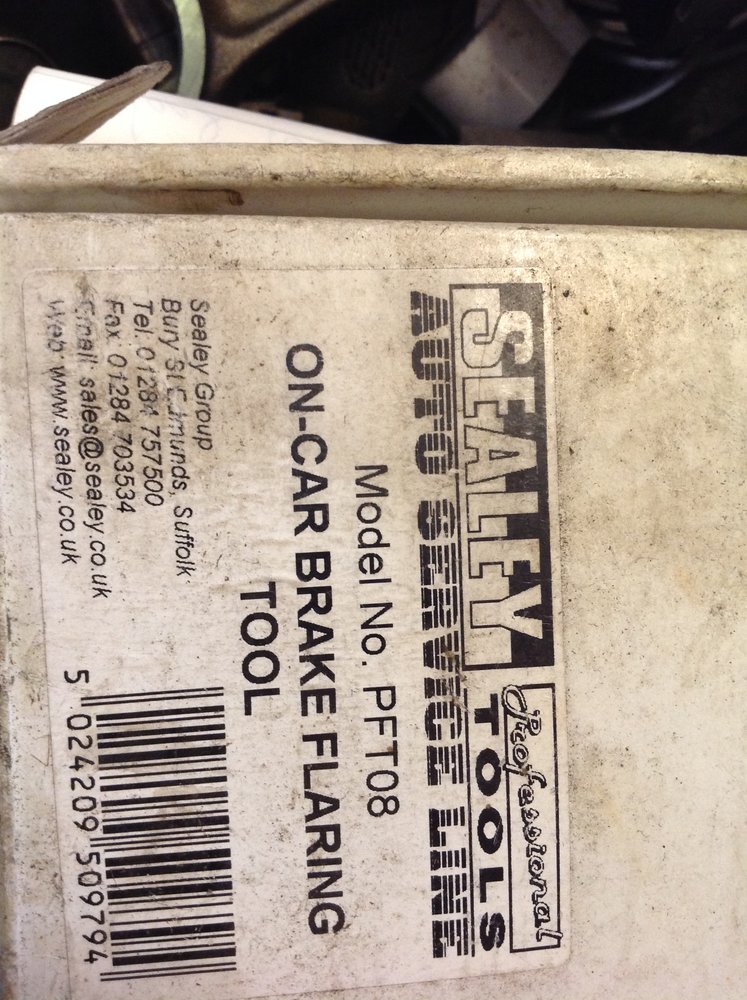 SEALEY Professional TOOLS
AUTO SERVICE LINE
Model No. PFT08
ON-CAR BRAKE FLARING
TOOL
Sealey Group
Bury St Edmunds, Suffolk
Tel. 01284 757500
Fax 01284 703534
Email: sales@sealey.co.uk
Web: www.sealey.co.uk
5 024209 509794